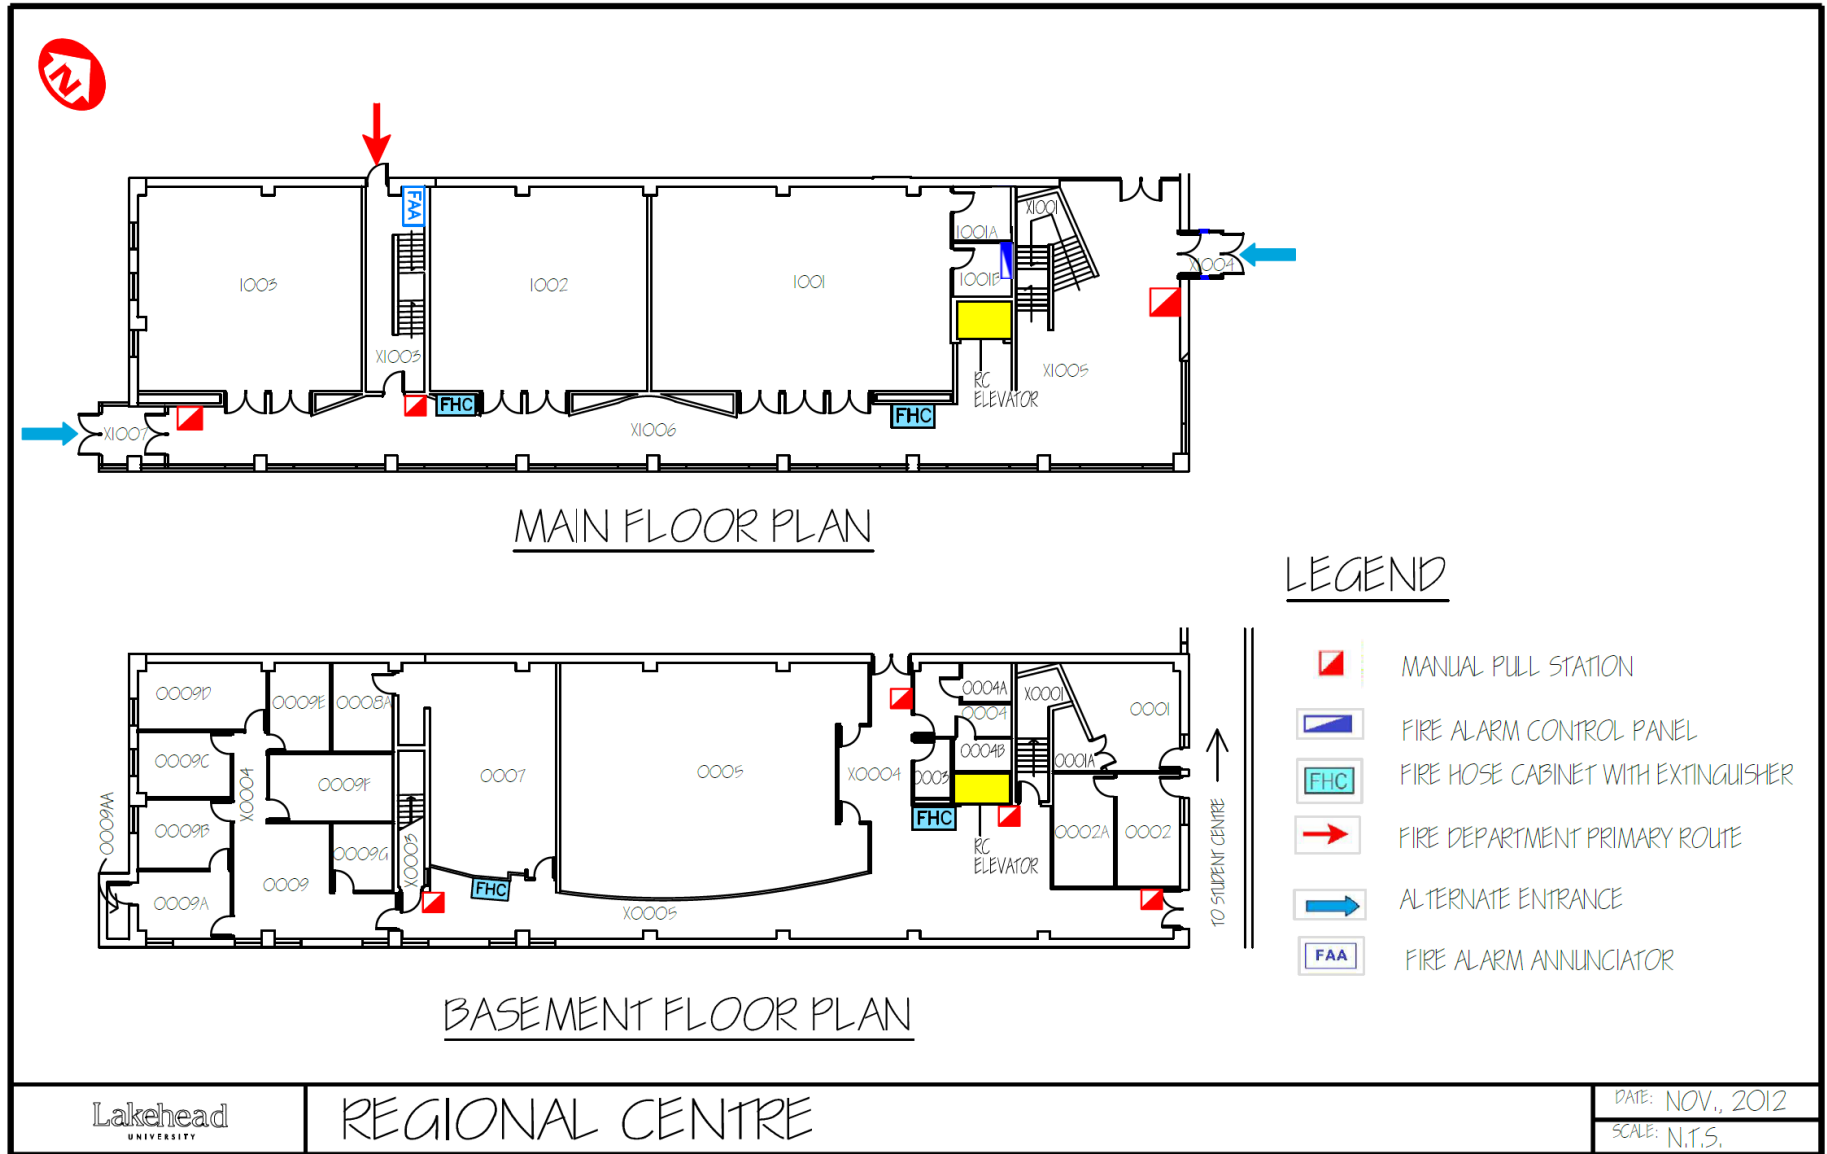 N
FAA
X1001
1001A
X1004
1003
1002
1001
1001B
X1003
X1005
RC
ELEVATOR
FHC
FHC
X1007
X1006
MAIN FLOOR PLAN
LEGEND
MANUAL PULL STATION
FIRE ALARM CONTROL PANEL
FHC
FIRE HOSE CABINET WITH EXTINGUISHER
FIRE DEPARTMENT PRIMARY ROUTE
ALTERNATE ENTRANCE
FAA
FIRE ALARM ANNUNCIATOR
0009D
0009E
0008A
0004A
X0001
0004
0001
0009C
X0004
0009F
0007
0005
X0004
0003
0004B
0001A
0009AA
0009B
0009G
X0003
FHC
0002A
0002
RC
ELEVATOR
TO STUDENT CENTRE
0009A
0009
FHC
X0005
BASEMENT FLOOR PLAN
Lakehead
UNIVERSITY
REGIONAL CENTRE
DATE: NOV., 2012
SCALE: N.T.S.